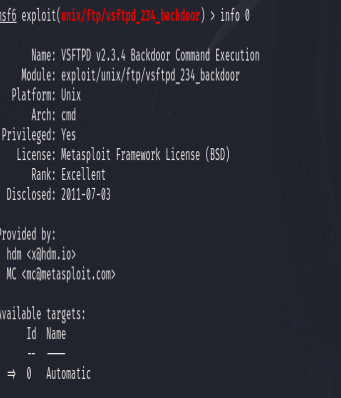 msf6 exploit(unix/ftp/vsftpd_234_backdoor) > info 0
Name: VSFTPD v2.3.4 Backdoor Command Execution
Module: exploit/unix/ftp/vsftpd_234_backdoor
Platform: Unix
Arch: cmd
Privileged: Yes
License: Metasploit Framework License (BSD)
Rank: Excellent
Disclosed: 2011-07-03
Provided by:
hdm <x@hdm.io>
MC <mc@metasploit.com>
Available targets:
Id Name
-- ----
=> 0 Automatic